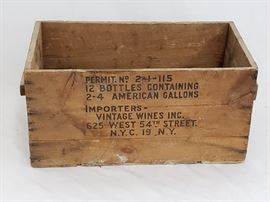 PERMIT. Nº 2-1-115
12 BOTTLES CONTAINING
2-4 AMERICAN GALLONS
IMPORTERS-
VINTAGE WINES INC.
625 WEST 54TH STREET.
N.Y.C. 19 N.Y.